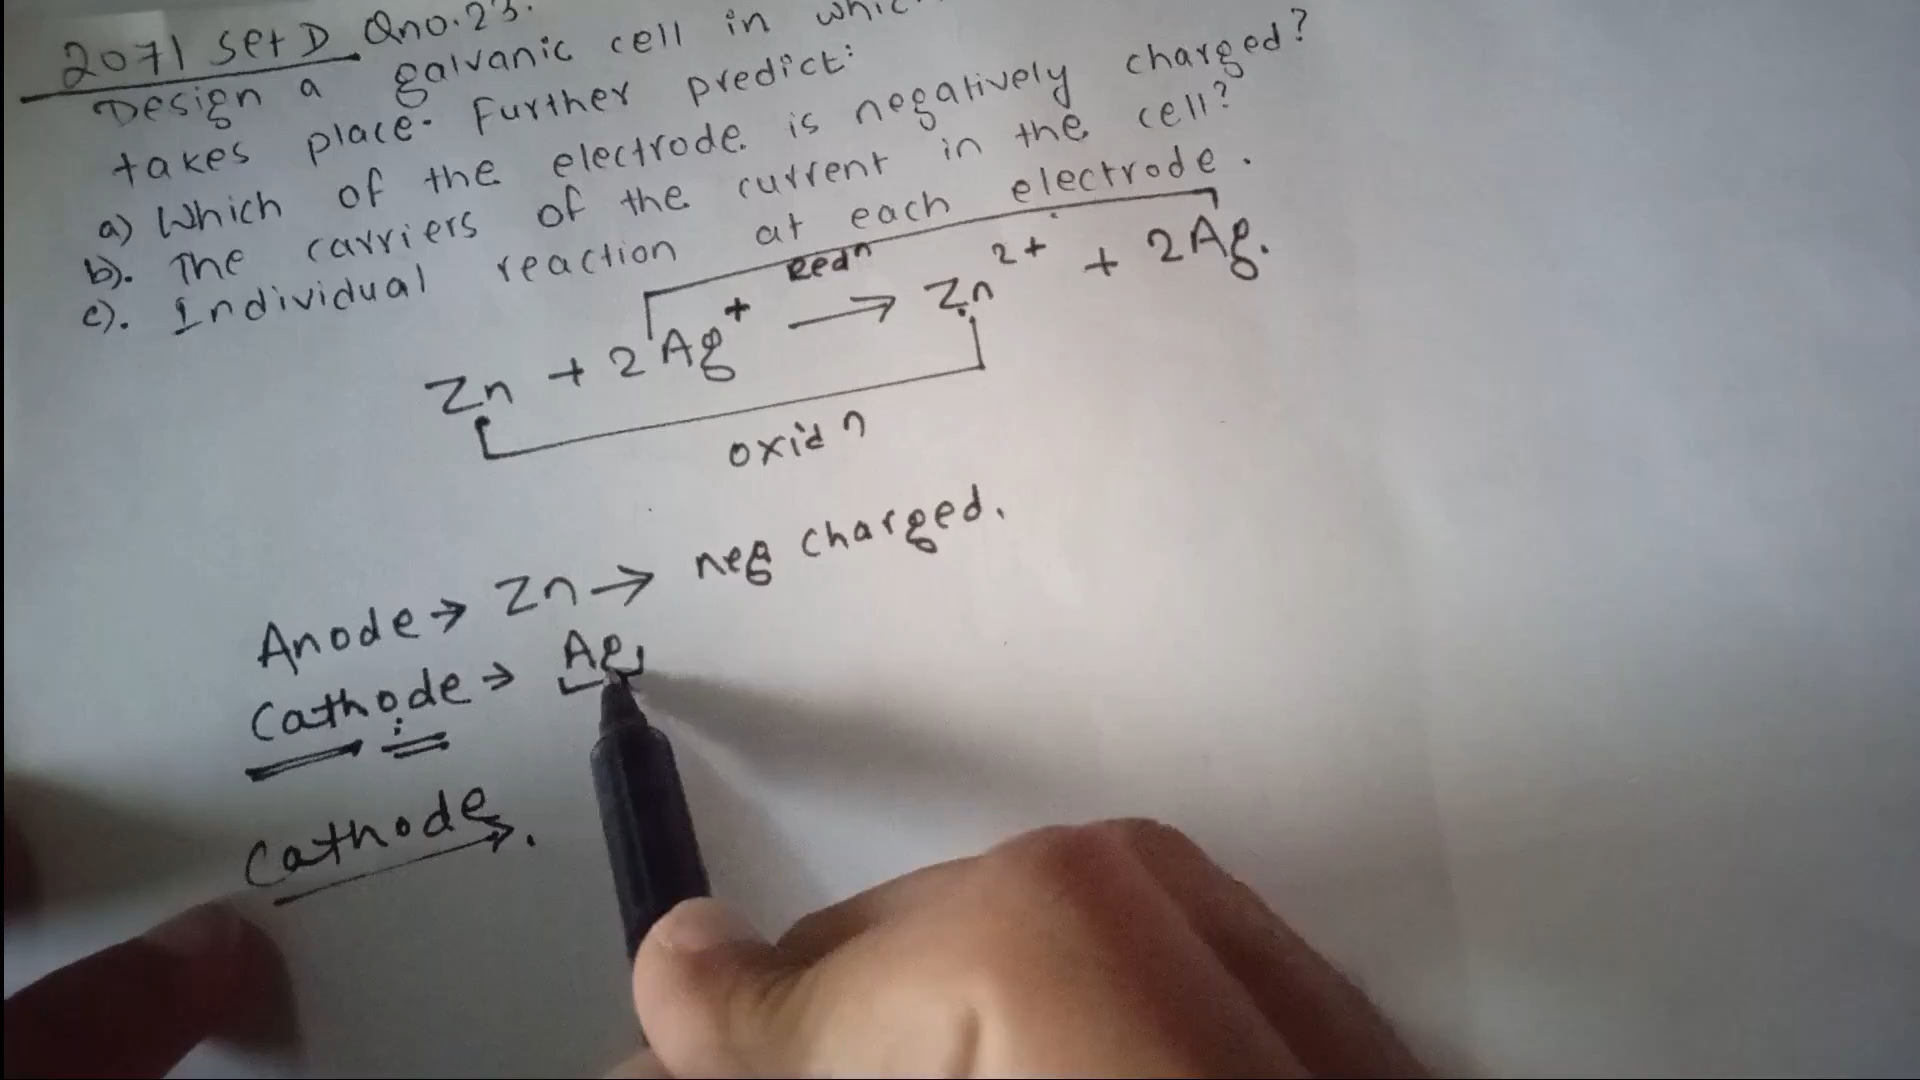 2071 set D Qno.23.
Design a galvanic cell in
takes place. Further predict:
a) Which of the electrode is negatively charged?
b). The carriers of the current in the cell?
c). Individual reaction at each electrode.
Redn
Zn + 2Ag+ → Zn2+ + 2Ag.
oxidn
Anode → Zn → neg charged.
Cathode → Ag
Cathode